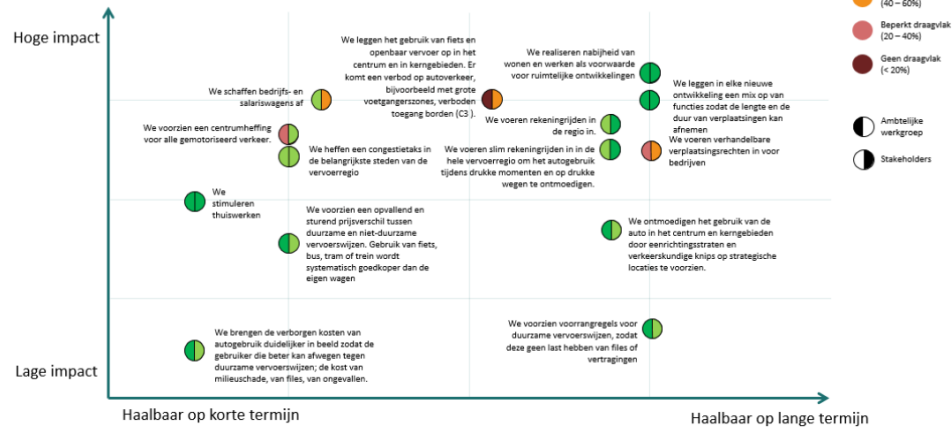 Hoge impact
We schaffen bedrijfs- en
salariswagens af
We voorzien een centrumheffing
voor alle gemotoriseerd verkeer.
We heffen een congestietaks in
de belangrijkste steden van de
vervoerregio
We
stimuleren
thuiswerken
We voorzien een opvallend en
sturend prijsverschil tussen
duurzame en niet-duurzame
vervoerswijzen. Gebruik van fiets,
bus, tram of trein wordt
systematisch goedkoper dan de
eigen wagen
We brengen de verborgen kosten van
autogebruik duidelijker in beeld zodat de
gebruiker die beter kan afwegen tegen
duurzame vervoerswijzen; de kost van
milieuschade, van files, van ongevallen.
We leggen het gebruik van fiets en
openbaar vervoer op in het
centrum en in kerngebieden. Er
komt een verbod op autoverkeer,
bijvoorbeeld met grote
voetgangerszones, verboden
toegang borden (C3 ).
We realiseren nabijheid van
wonen en werken als voorwaarde
voor ruimtelijke ontwikkelingen
We leggen in elke nieuwe
ontwikkeling een mix op van
functies zodat de lengte en de
duur van verplaatsingen kan
afnemen
We voeren rekeningrijden in
de regio in.
We voeren slim rekeningrijden in in de
hele vervoerregio om het autogebruik
tijdens drukke momenten en op drukke
wegen te ontmoedigen.
We voeren verhandelbare
verplaatsingsrechten in voor
bedrijven
We ontmoedigen het gebruik van de
auto in het centrum en kerngebieden
door eenrichtingsstraten en
verkeerskundige knips op strategische
locaties te voorzien.
We voorzien voorrangregels voor
duurzame vervoerswijzen, zodat
deze geen last hebben van files of
vertragingen
Lage impact
Haalbaar op korte termijn
Haalbaar op lange termijn
(40 – 60%)
Beperkt draagvlak
(20 – 40%)
Geen draagvlak
(< 20%)
Ambtelijke
werkgroep
Stakeholders